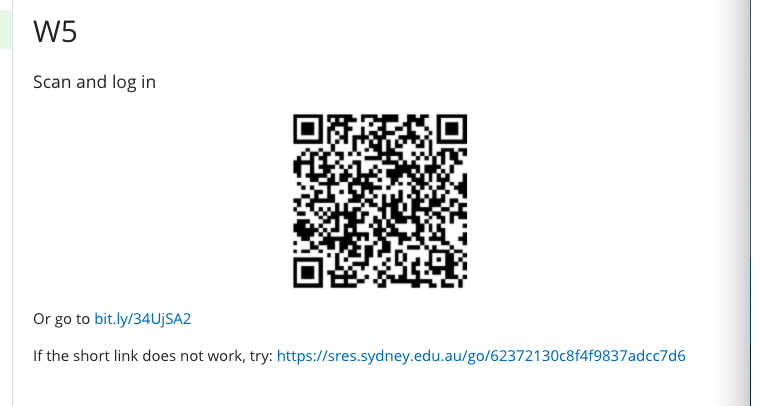 W5
Scan and log in
Or go to bit.ly/34UjSA2
If the short link does not work, try: https://sres.sydney.edu.au/go/62372130c8f4f9837adcc7d6